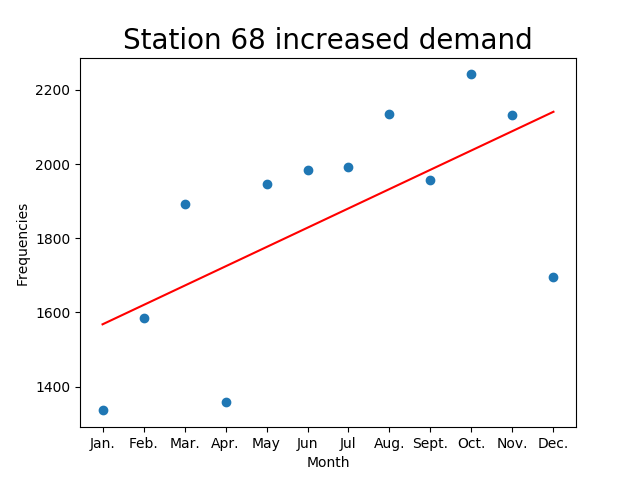 Station 68 increased demand
2200
2000
1800
1600
1400
Frequencies
Jan. Feb. Mar. Apr. May Jun Jul Aug. Sept. Oct. Nov. Dec.
Month